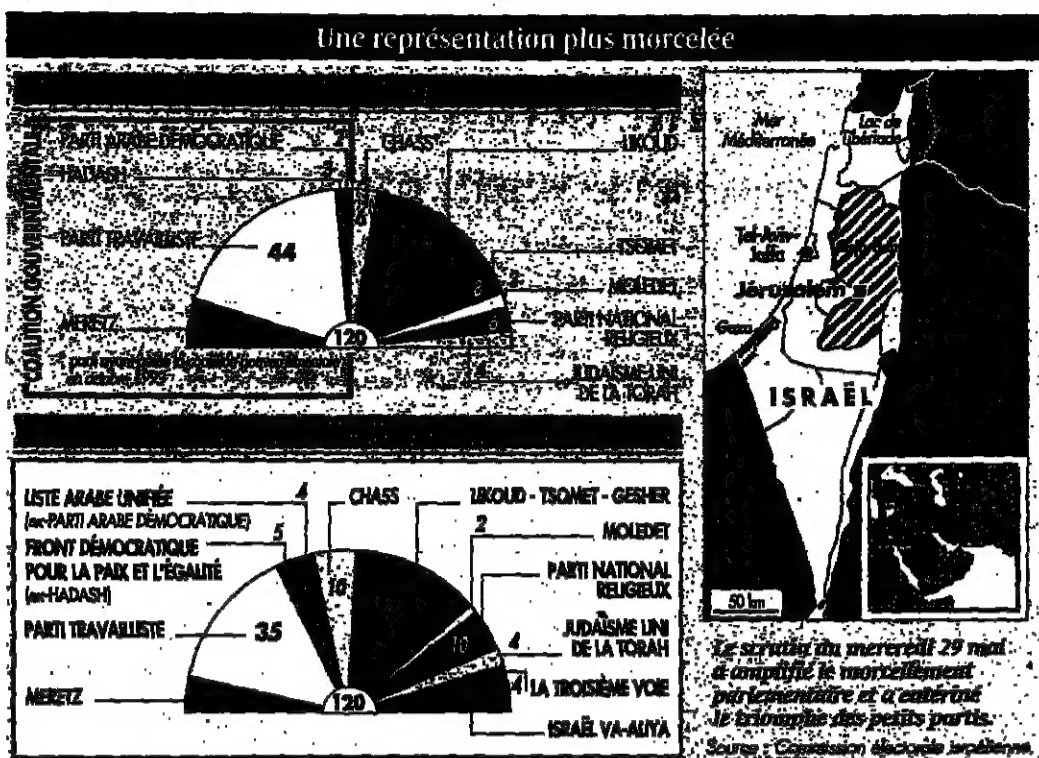 Une représentation plus morcelée
COALITION GOUVERNEMENTALE
PARTI ARABE DÉMOCRATIQUE 2
HADASH 3
PARTI TRAVAILLISTE 44
MERETZ
120
CHASS 6
LIKOUD
TSOMET
MOLEDET
PARTI NATIONAL
RELIGIEUX 6
JUDAÏSME UNI
DE LA TORAH 4
LISTE ARABE UNIFIÉE 4
(ex-PARTI ARABE DÉMOCRATIQUE)
FRONT DÉMOCRATIQUE 5
POUR LA PAIX ET L'ÉGALITÉ
(ex-HADASH)
PARTI TRAVAILLISTE 35
MERETZ
120
CHASS 10
LIKOUD - TSOMET - GESHER
2 MOLEDET
PARTI NATIONAL
RELIGIEUX 10
JUDAÏSME UNI
DE LA TORAH 4
4 LA TROISIÈME VOIE
ISRAËL VA-ALIYA
Mer
Méditerranée
Lac de
Tibériade
Tel-Aviv-
Jaffa
Jérusalem
Gaza
ISRAËL
50 km
Le scrutin du mercredi 29 mai
a amplifié le morcellement
parlementaire et a entériné
le triomphe des petits partis.
Source : Commission électorale israélienne